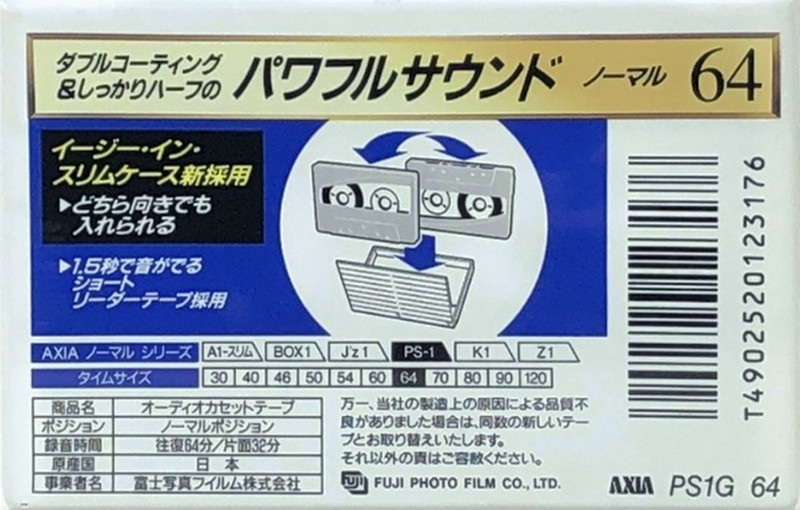 ダブルコーティング
&しっかりハーフの パワフルサウンド ノーマル 64
イージー・イン・
スリムケース新採用
▶どちら向きでも
入れられる
▶1.5秒で音がでる
ショート
リーダーテープ採用
T4902520123176
AXIA ノーマル シリーズ A1-スリム BOX1 J'z1 PS-1 K1 Z1
タイムサイズ 30 40 46 50 54 60 64 70 80 90 120
商品名 オーディオカセットテープ
ポジション ノーマルポジション
録音時間 往復64分/片面32分
原産国 日本
事業者名 富士写真フイルム株式会社
万一、当社の製造上の原因による品質不
良がありました場合は、同数の新しいテー
プとお取り替えいたします。
それ以外の責はご容赦ください。
FUJI FUJI PHOTO FILM CO., LTD.
AXIA PS1G 64